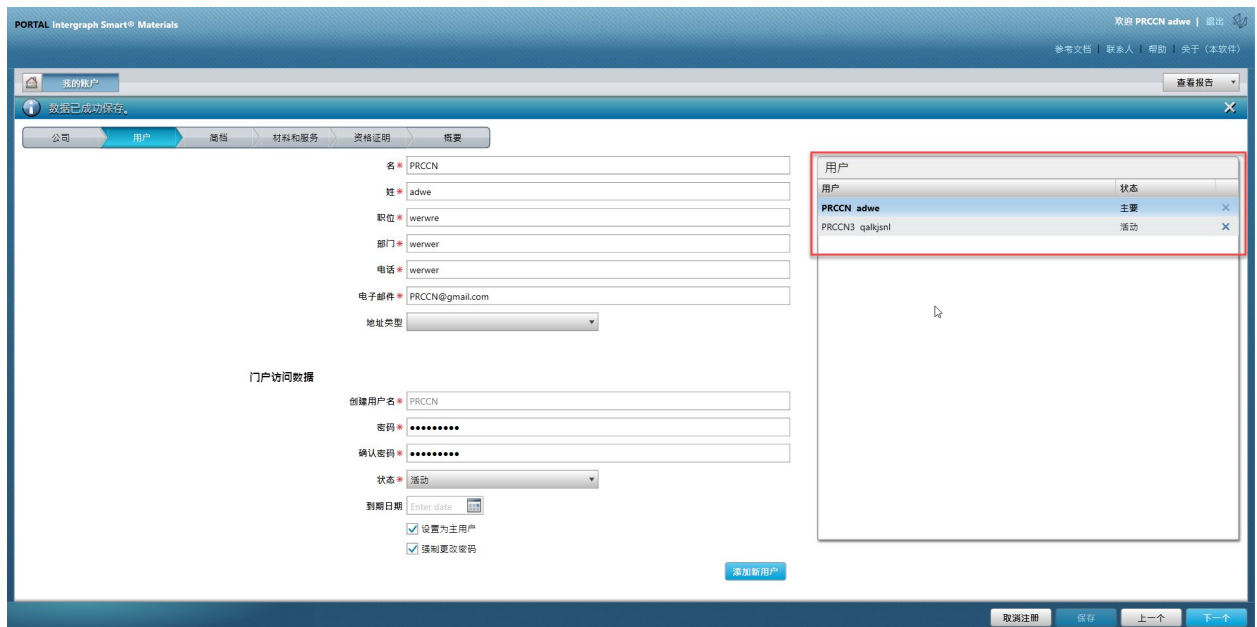 PORTAL Intergraph Smart® Materials
欢迎 PRCCN adwe | 退出
参考文档 | 联系人 | 帮助 | 关于（本软件）
我的账户
查看报告
数据已成功保存。
公司 用户 简档 材料和服务 资格证明 概要
名* PRCCN
姓* adwe
职位* werwre
部门* werwer
电话* werwer
电子邮件* PRCCN@gmail.com
地址类型
门户访问数据
创建用户名* PRCCN
密码* •••••••••
确认密码* •••••••••
状态* 活动
到期日期 Enter date
设置为主用户
强制更改密码
添加新用户
用户
用户 状态
PRCCN adwe 主要
PRCCN3 qalkjsnl 活动
取消注册 保存 上一个 下一个